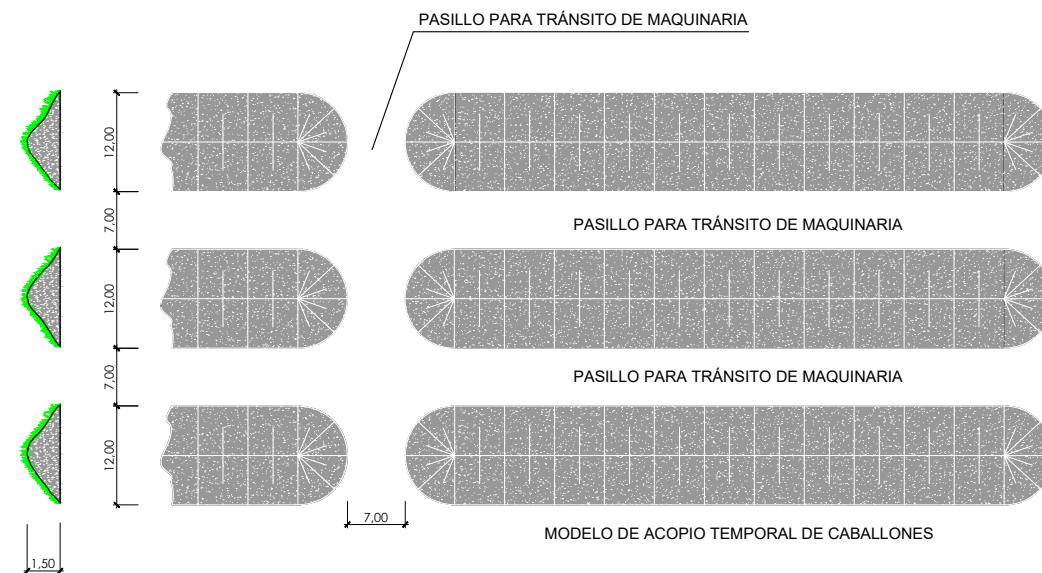 PASILLO PARA TRÁNSITO DE MAQUINARIA
12,00
7,00
PASILLO PARA TRÁNSITO DE MAQUINARIA
12,00
7,00
PASILLO PARA TRÁNSITO DE MAQUINARIA
12,00
7,00
MODELO DE ACOPIO TEMPORAL DE CABALLONES
1,50